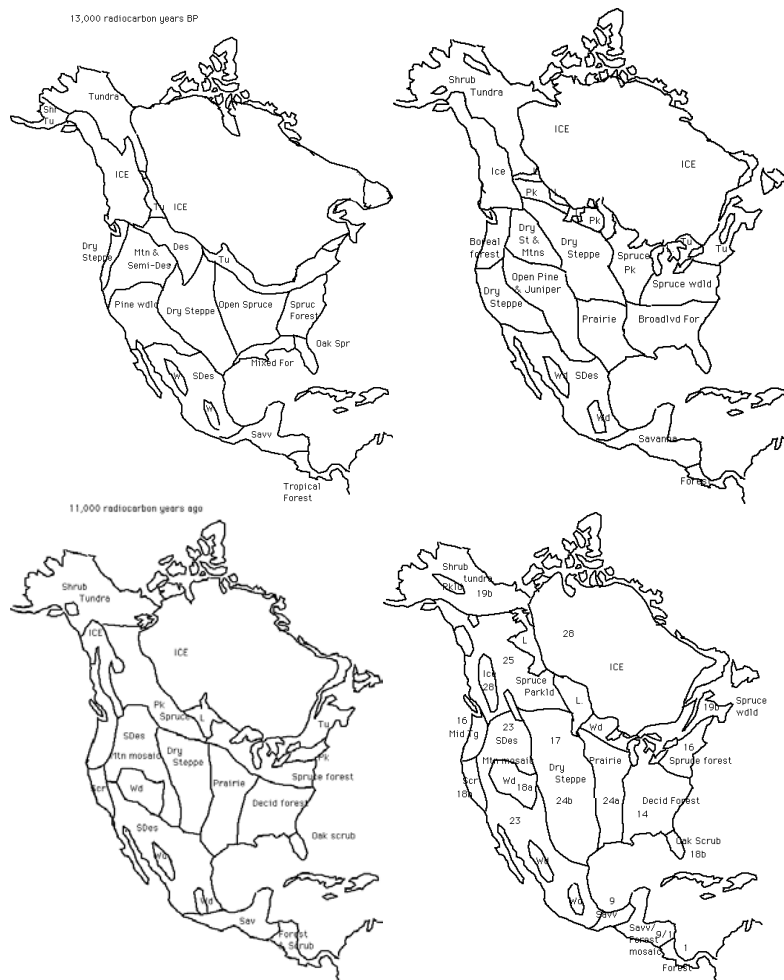 13,000 radiocarbon years BP
Tundra
Shr
Tu
ICE
Tu
ICE
Dry
Steppe
Mtn &
Semi-Des
Des
Tu
Pine wdld
Dry Steppe
Open Spruce
Spruc
Forest
Oak Spr
Mixed For
W
SDes
W
Savv
Tropical
Forest
Shrub
Tundra
ICE
ICE
Ice
Pk
Pk
Boreal
forest
Dry
St &
Mtns
Dry
Steppe
Spruce
Pk
Tu
Tu
Spruce wdld
Open Pine
& Juniper
Dry
Steppe
Prairie
Broadlvd For
Wd
SDes
Wd
Savanna
Forest
11,000 radiocarbon years ago
Shrub
Tundra
ICE
ICE
Pk
Spruce
L
Tu
SDes
Mtn mosaic
Dry
Steppe
Pk
Spruce forest
Scr
Wd
Prairie
Decid forest
SDes
Oak scrub
Wd
Wd
Sav
Forest
& Scrub
Shrub
tundra
Pkld
19b
28
L
25
ICE
Ice
28
Spruce
Parkld
L.
19b
Spruce
wdld
16
Mid Tg
23
SDes
Wd
17
16
Mtn mosaic
Dry
Steppe
Prairie
Spruce forest
Scr
18a
Wd
18a
24b
24a
Decid Forest
14
23
Oak Scrub
18b
Wd
Wd
9
Savv
Savv/
Forest
mosaic
9/1
1
Forest